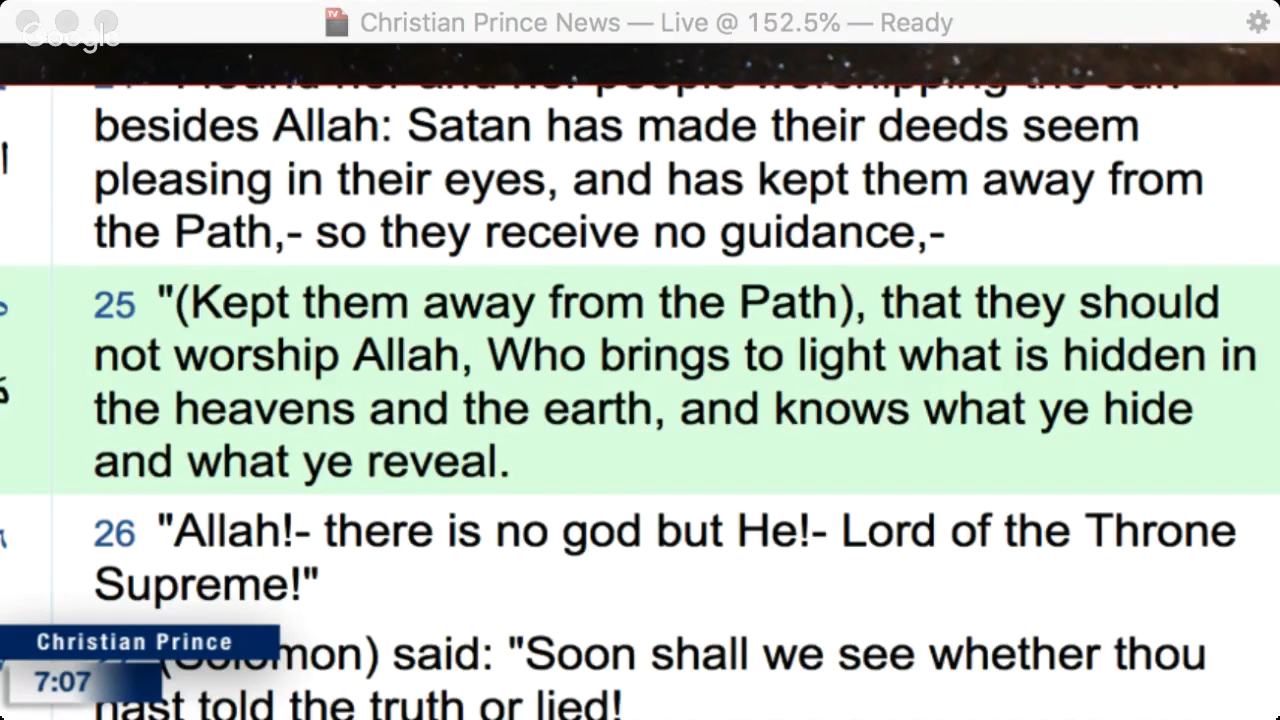 Christian Prince News — Live @ 152.5% — Ready
Google
besides Allah: Satan has made their deeds seem
pleasing in their eyes, and has kept them away from
the Path,- so they receive no guidance,-
25 "(Kept them away from the Path), that they should
not worship Allah, Who brings to light what is hidden in
the heavens and the earth, and knows what ye hide
and what ye reveal.
26 "Allah!- there is no god but He!- Lord of the Throne
Supreme!"
(Solomon) said: "Soon shall we see whether thou
hast told the truth or lied!
Christian Prince
7:07